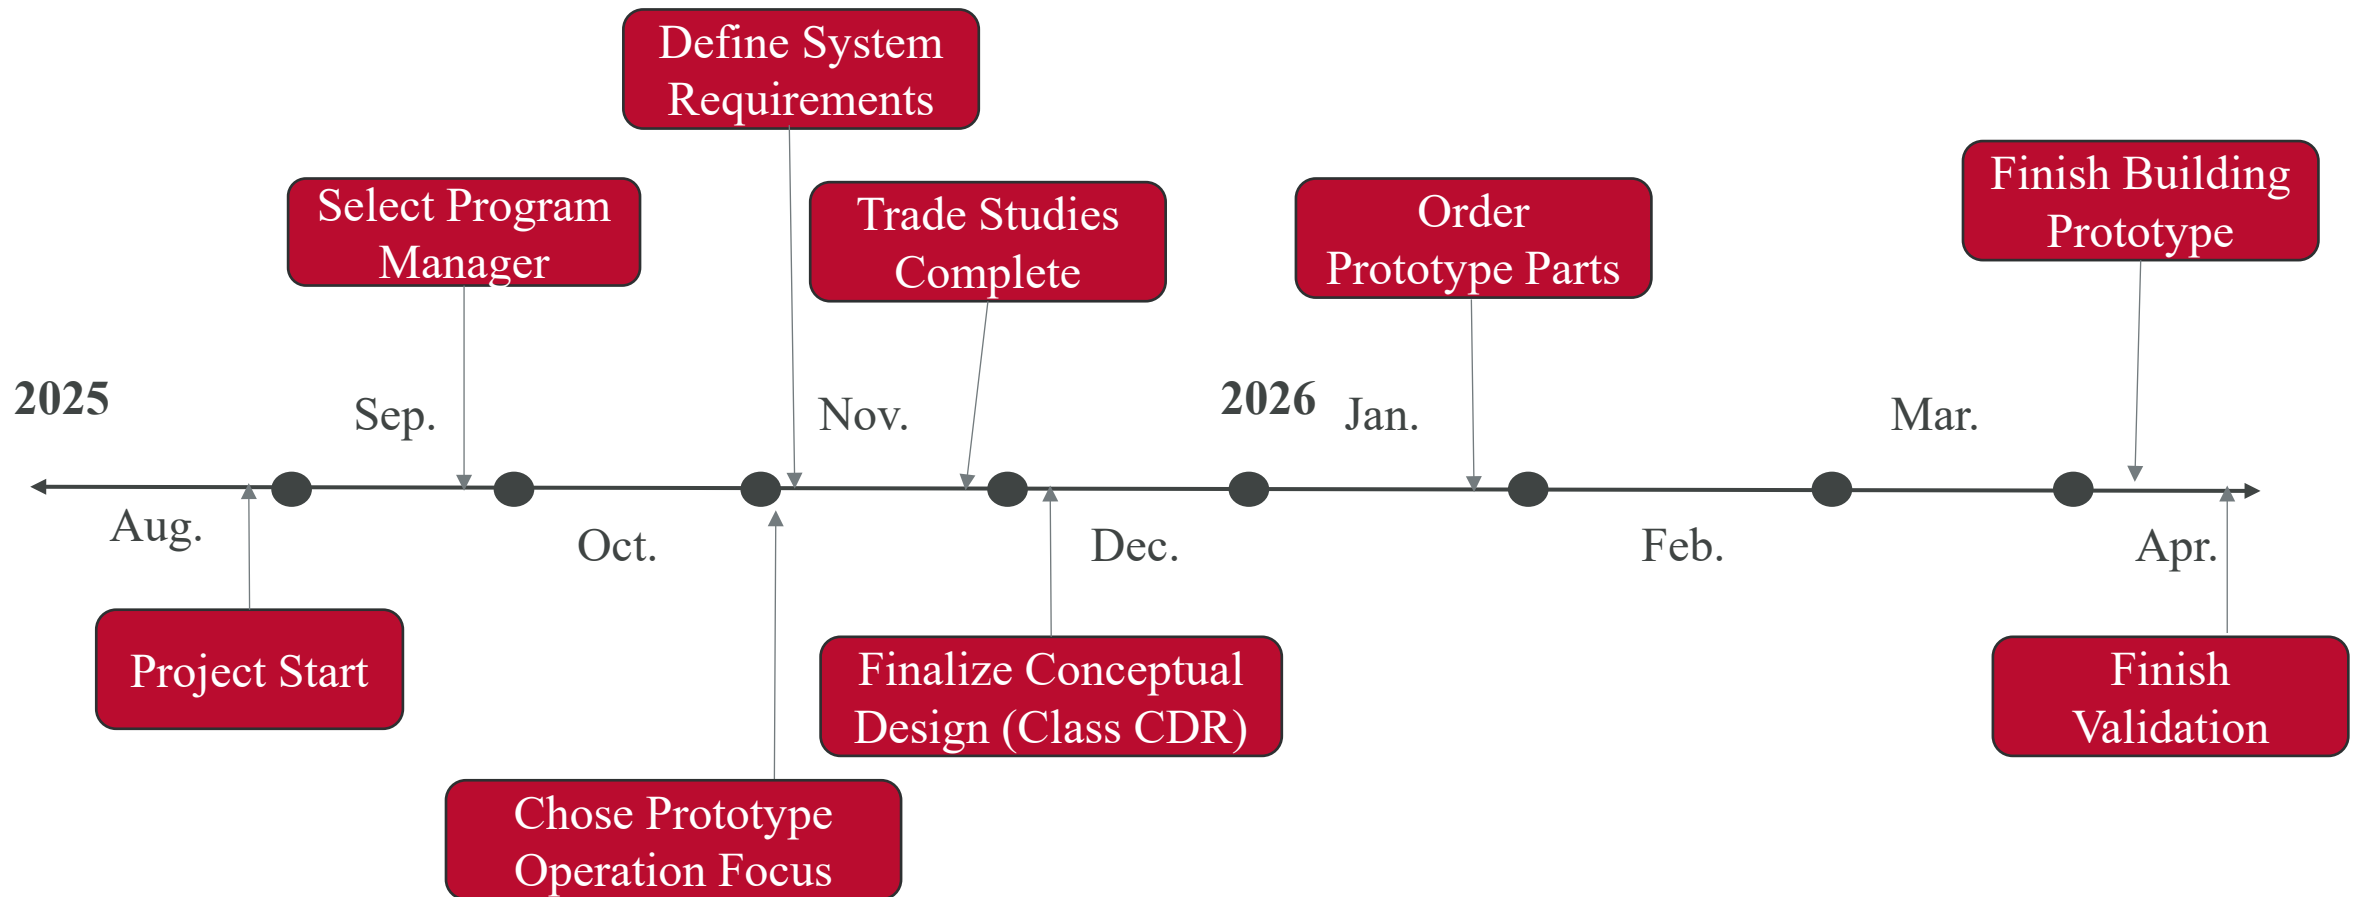 Define System
Requirements
Select Program
Manager
Trade Studies
Complete
Order
Prototype Parts
Finish Building
Prototype
2025
Sep.
Nov.
2026
Jan.
Mar.
Aug.
Oct.
Dec.
Feb.
Apr.
Project Start
Finalize Conceptual
Design (Class CDR)
Finish
Validation
Chose Prototype
Operation Focus